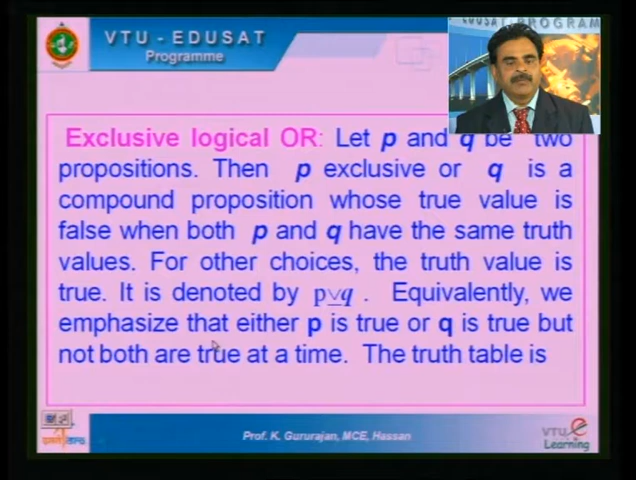 VTU - EDUSAT
Programme
EDUSAT-PROGRAM
Exclusive logical OR: Let p and q be two
propositions. Then p exclusive or q is a
compound proposition whose true value is
false when both p and q have the same truth
values. For other choices, the truth value is
true. It is denoted by p⊻q . Equivalently, we
emphasize that either p is true or q is true but
not both are true at a time. The truth table is
Prof. K. Gururajan, MCE, Hassan
VTU e
Learning